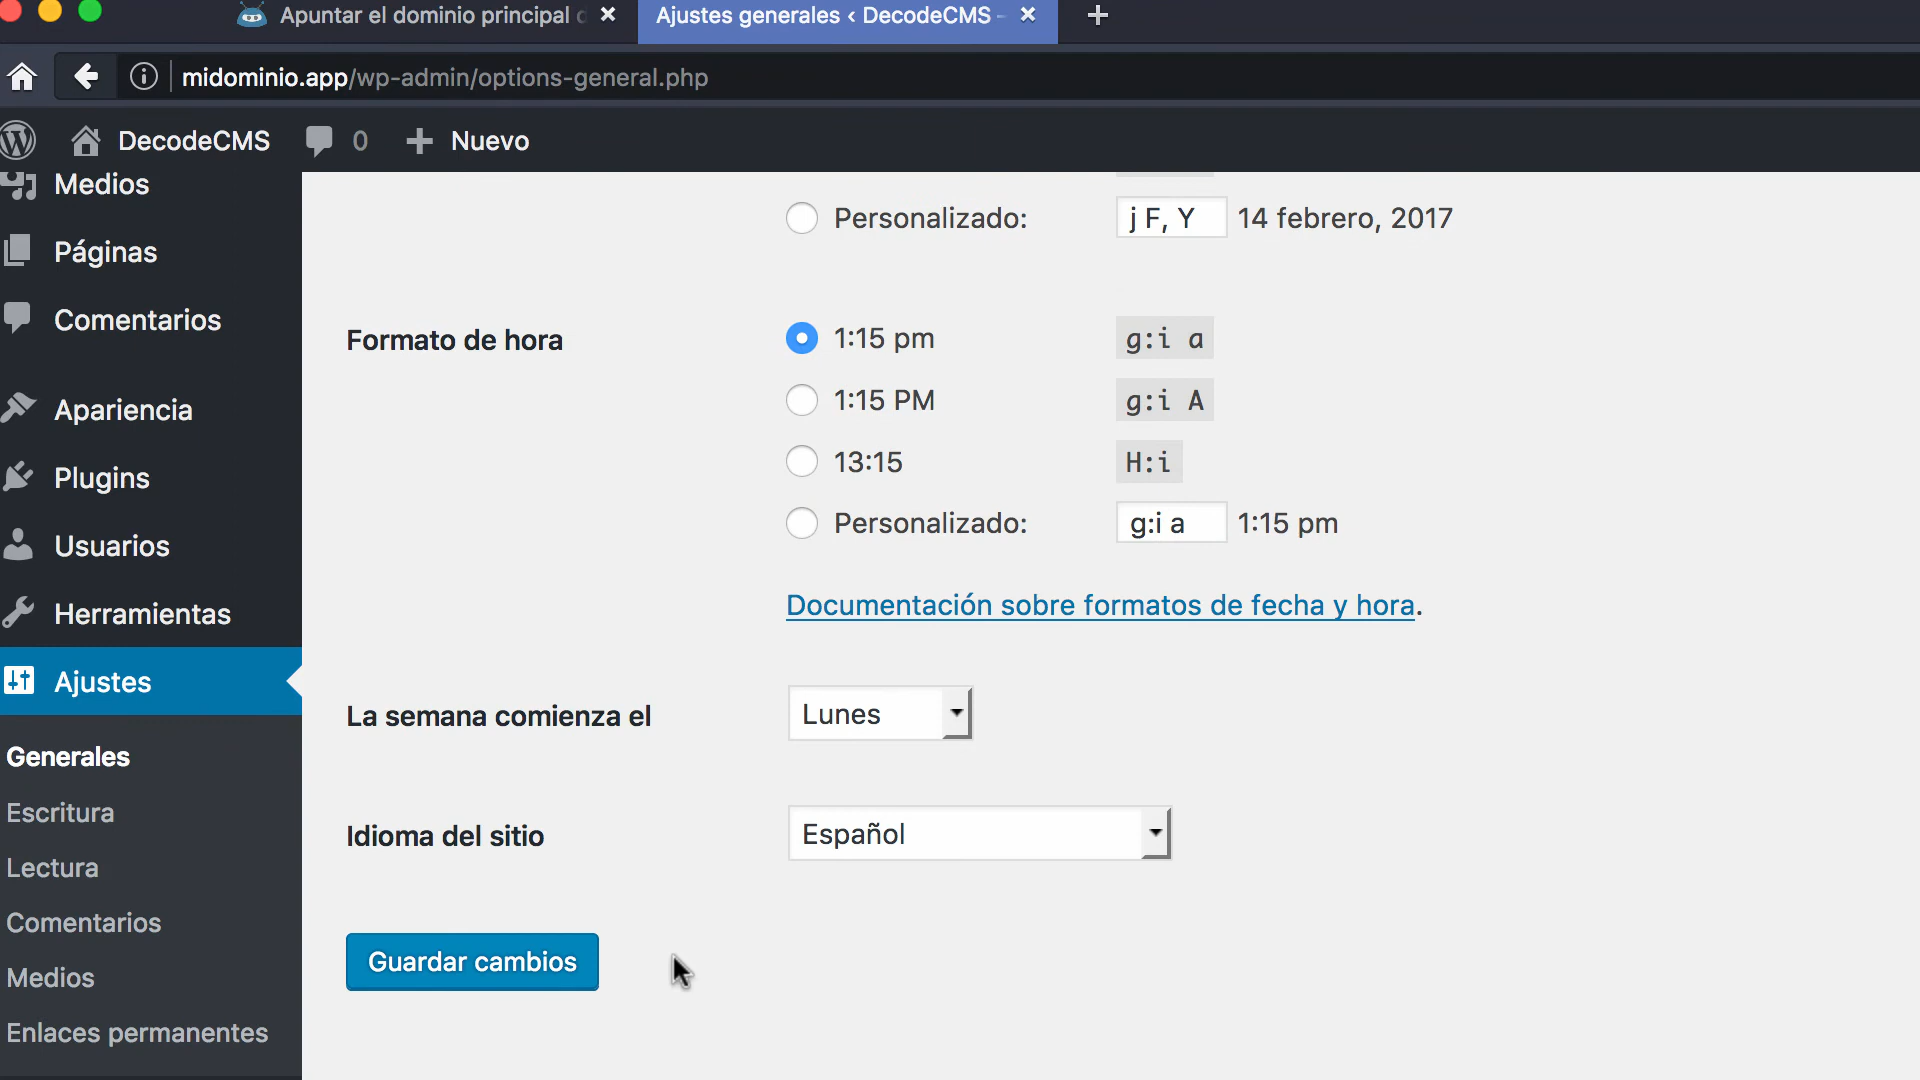 Apuntar el dominio principal
Ajustes generales ‹ DecodeCMS -
midominio.app/wp-admin/options-general.php
DecodeCMS 0 Nuevo
Medios
Páginas
Comentarios
Apariencia
Plugins
Usuarios
Herramientas
Ajustes
Generales
Escritura
Lectura
Comentarios
Medios
Enlaces permanentes
Personalizado: j F, Y 14 febrero, 2017
Formato de hora
1:15 pm g:i a
1:15 PM g:i A
13:15 H:i
Personalizado: g:i a 1:15 pm
Documentación sobre formatos de fecha y hora.
La semana comienza el Lunes
Idioma del sitio Español
Guardar cambios